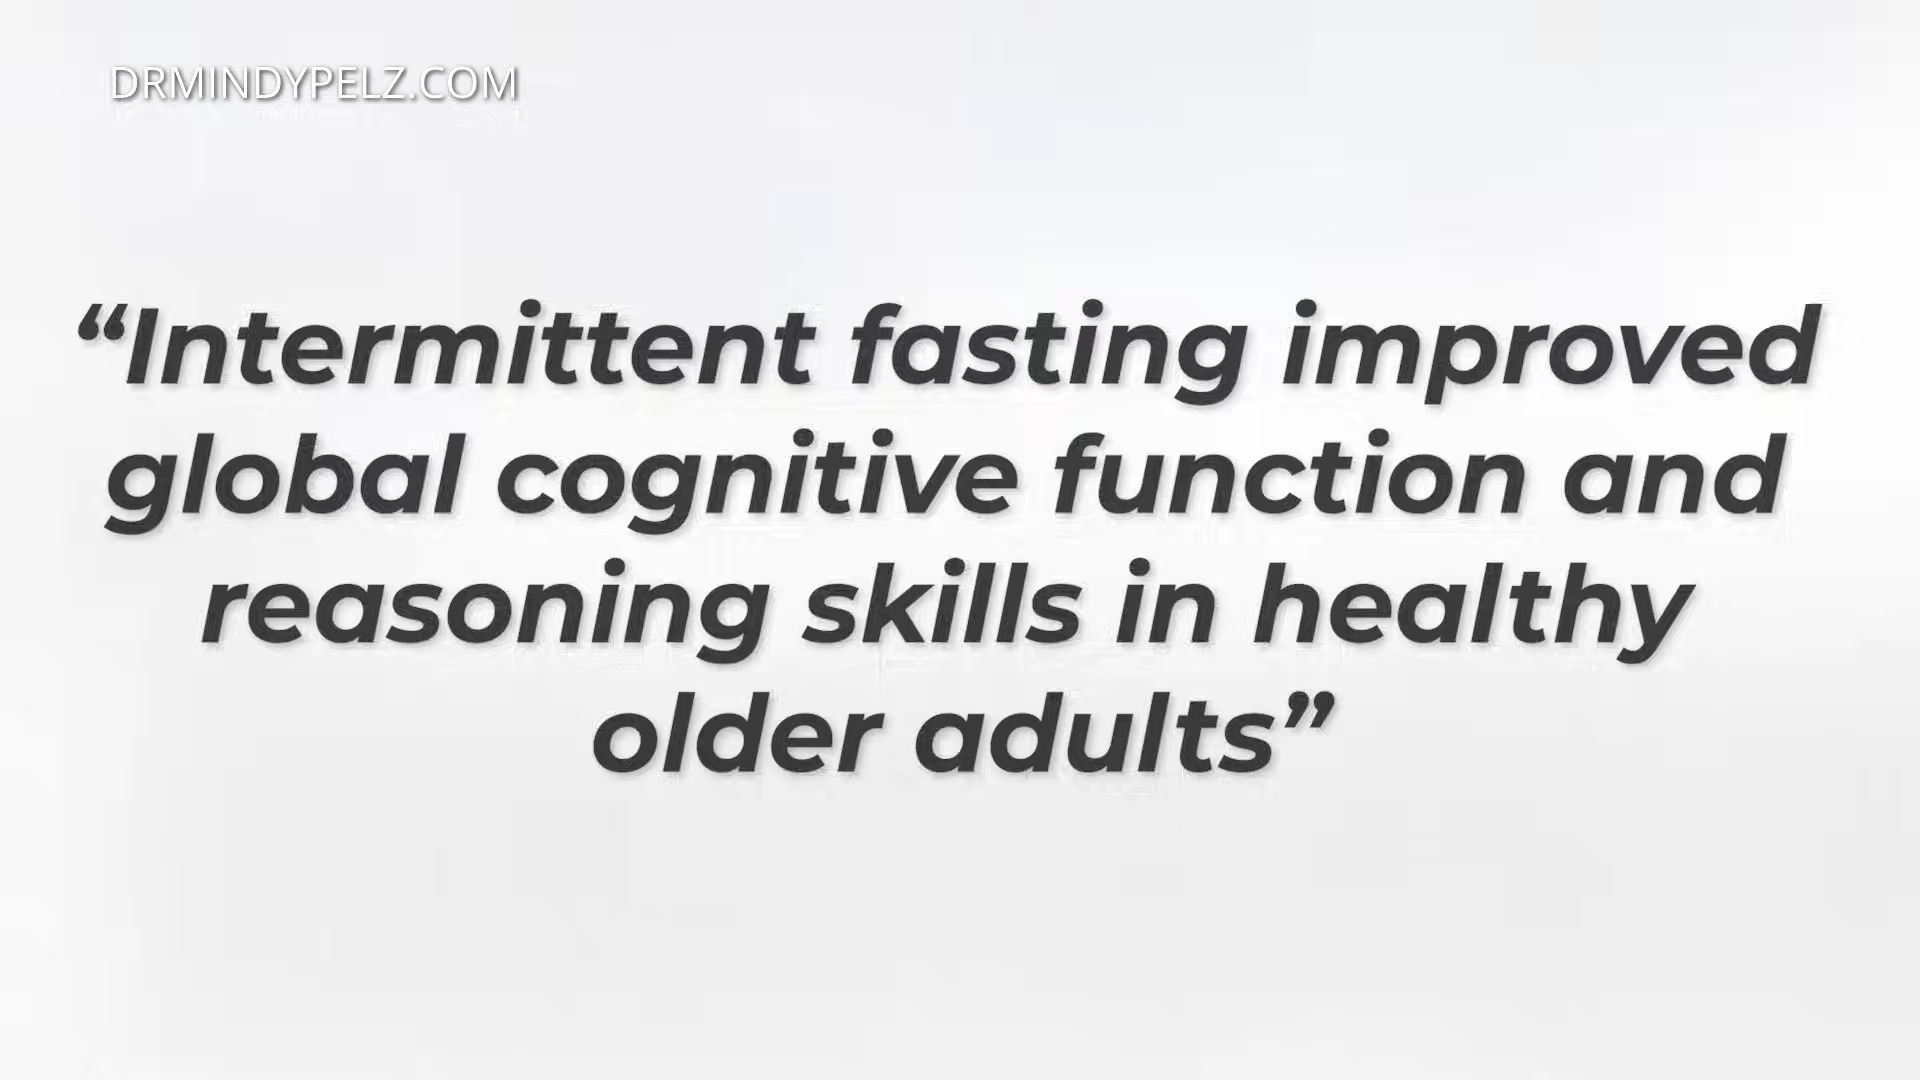 DRMINDYPELZ.COM
“Intermittent fasting improved
global cognitive function and
reasoning skills in healthy
older adults”